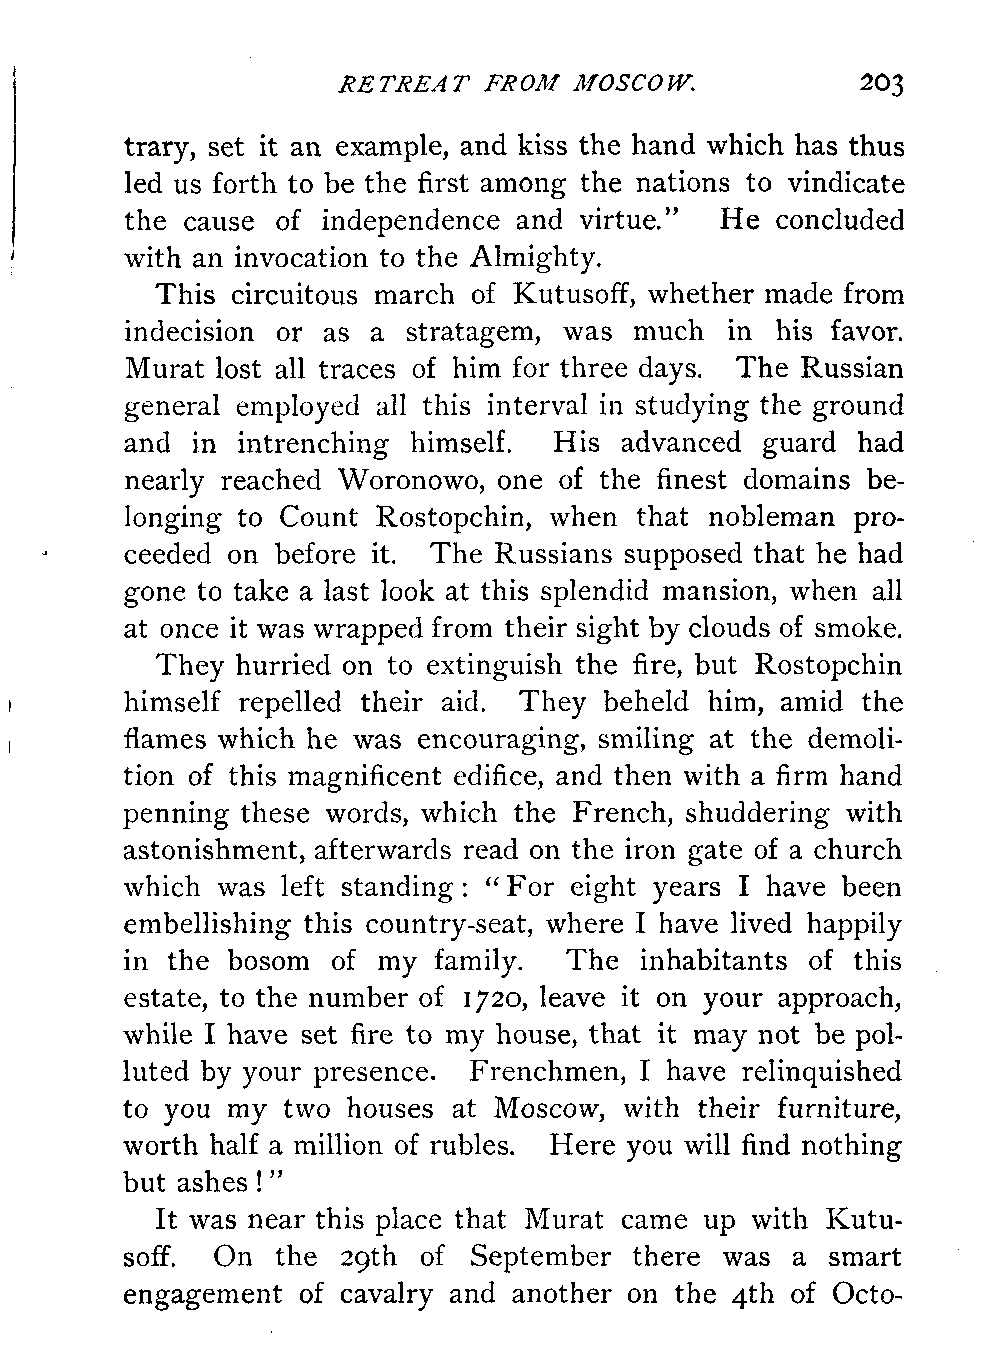 RETREAT FROM MOSCOW. 203
trary, set it an example, and kiss the hand which has thus
led us forth to be the first among the nations to vindicate
the cause of independence and virtue." He concluded
with an invocation to the Almighty.
This circuitous march of Kutusoff, whether made from
indecision or as a stratagem, was much in his favor.
Murat lost all traces of him for three days. The Russian
general employed all this interval in studying the ground
and in intrenching himself. His advanced guard had
nearly reached Woronowo, one of the finest domains be-
longing to Count Rostopchin, when that nobleman pro-
ceeded on before it. The Russians supposed that he had
gone to take a last look at this splendid mansion, when all
at once it was wrapped from their sight by clouds of smoke.
They hurried on to extinguish the fire, but Rostopchin
himself repelled their aid. They beheld him, amid the
flames which he was encouraging, smiling at the demoli-
tion of this magnificent edifice, and then with a firm hand
penning these words, which the French, shuddering with
astonishment, afterwards read on the iron gate of a church
which was left standing: "For eight years I have been
embellishing this country-seat, where I have lived happily
in the bosom of my family. The inhabitants of this
estate, to the number of 1720, leave it on your approach,
while I have set fire to my house, that it may not be pol-
luted by your presence. Frenchmen, I have relinquished
to you my two houses at Moscow, with their furniture,
worth half a million of rubles. Here you will find nothing
but ashes!"
It was near this place that Murat came up with Kutu-
soff. On the 29th of September there was a smart
engagement of cavalry and another on the 4th of Octo-